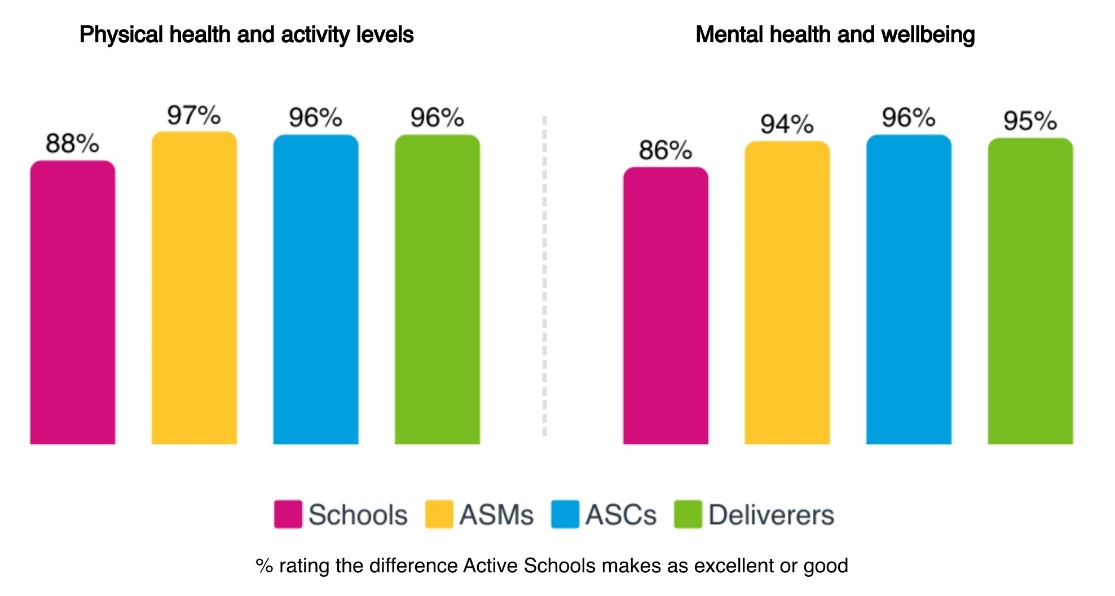 Physical health and activity levels
88%
97%
96%
96%
Mental health and wellbeing
86%
94%
96%
95%
Schools
ASMs
ASCs
Deliverers
% rating the difference Active Schools makes as excellent or good